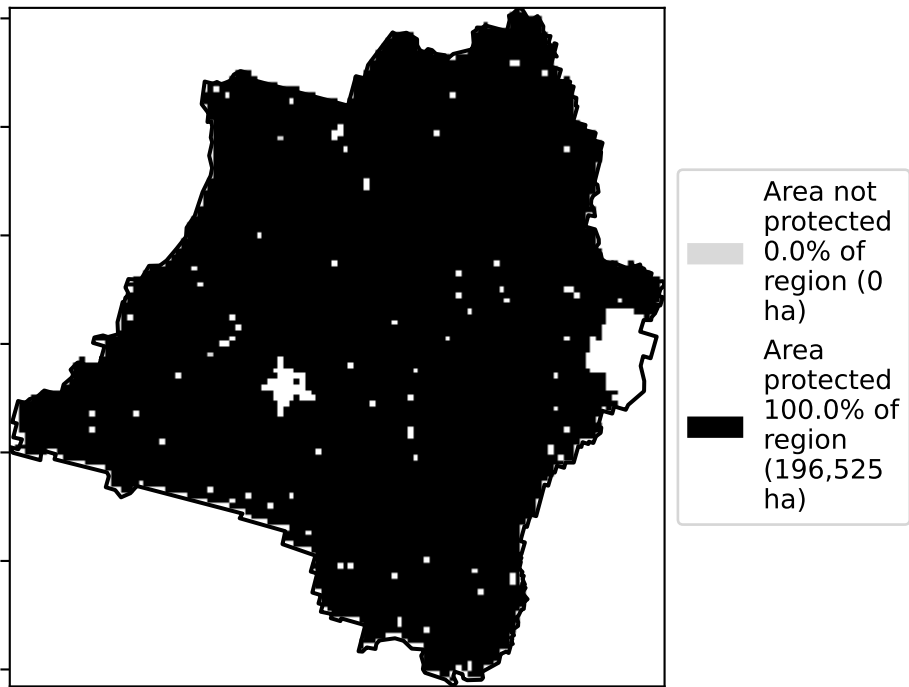 Area not
protected
0.0% of
region (0
ha)
Area
protected
100.0% of
region
(196,525
ha)